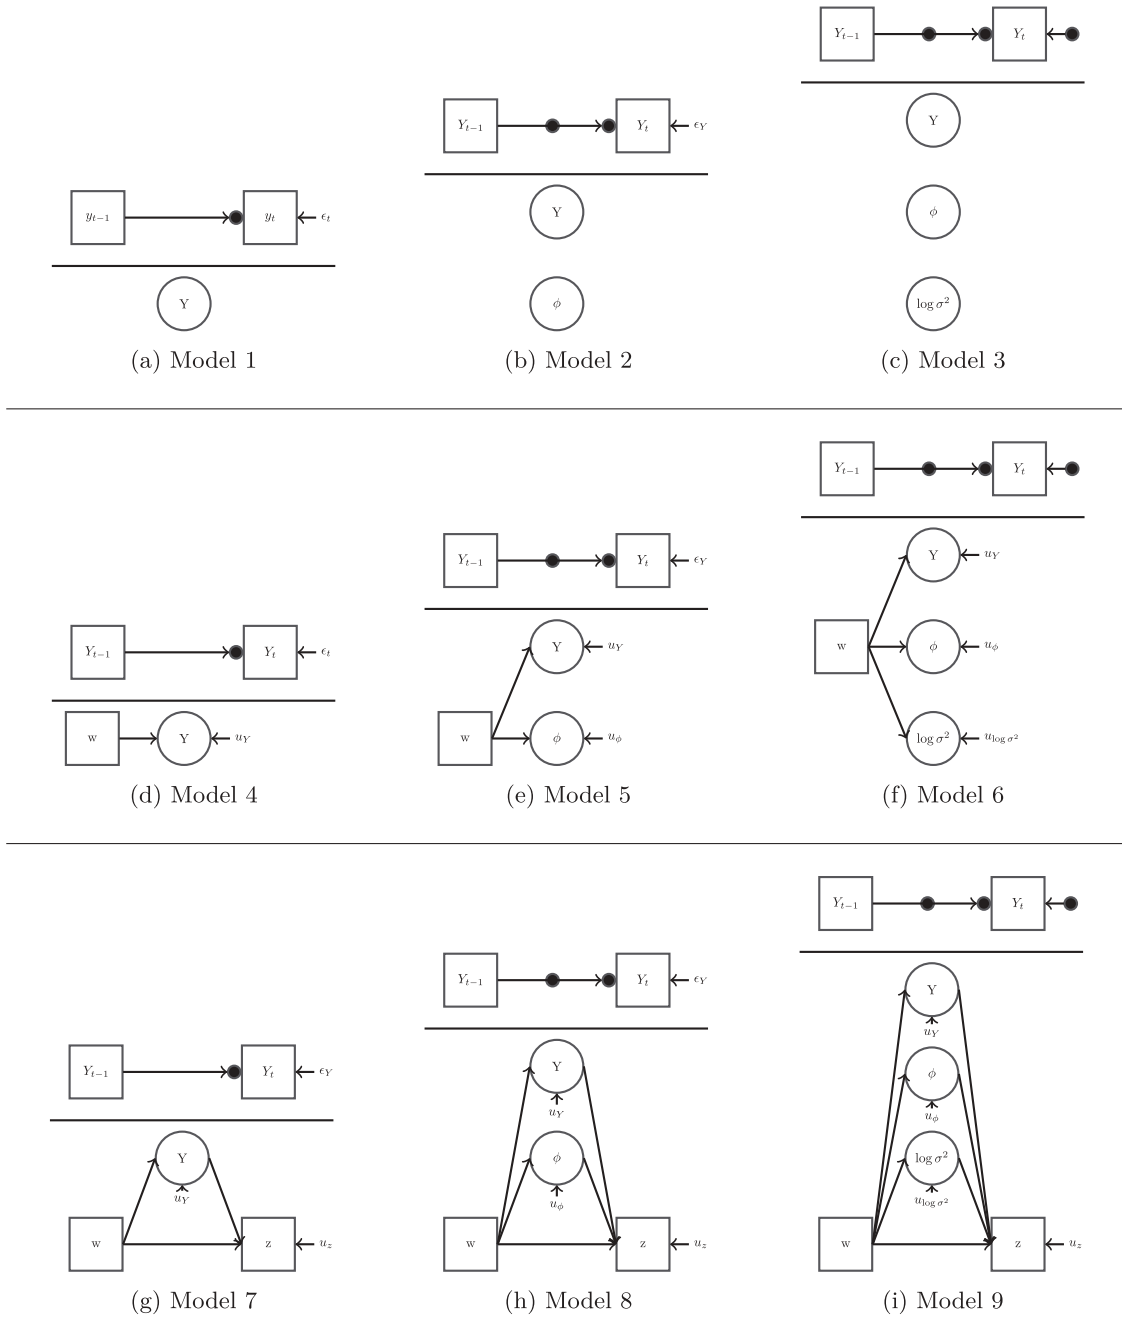 Y_{t−1} Y_t
Y
Y_{t−1} Y_t ϵ_Y
Y ϕ
y_{t−1} y_t ϵ_t
Y ϕ log σ²
(a) Model 1 (b) Model 2 (c) Model 3
Y_{t−1} Y_t
Y_{t−1} Y_t ϵ_Y Y u_Y
Y_{t−1} Y_t ϵ_t Y u_Y w ϕ u_ϕ
w Y u_Y w ϕ u_ϕ log σ² u_{log σ²}
(d) Model 4 (e) Model 5 (f) Model 6
Y_{t−1} Y_t
Y_{t−1} Y_t ϵ_Y Y
u_Y
Y_{t−1} Y_t ϵ_Y Y ϕ
u_Y u_ϕ
Y ϕ log σ²
u_Y u_ϕ u_{log σ²}
w z u_z w z u_z w z u_z
(g) Model 7 (h) Model 8 (i) Model 9